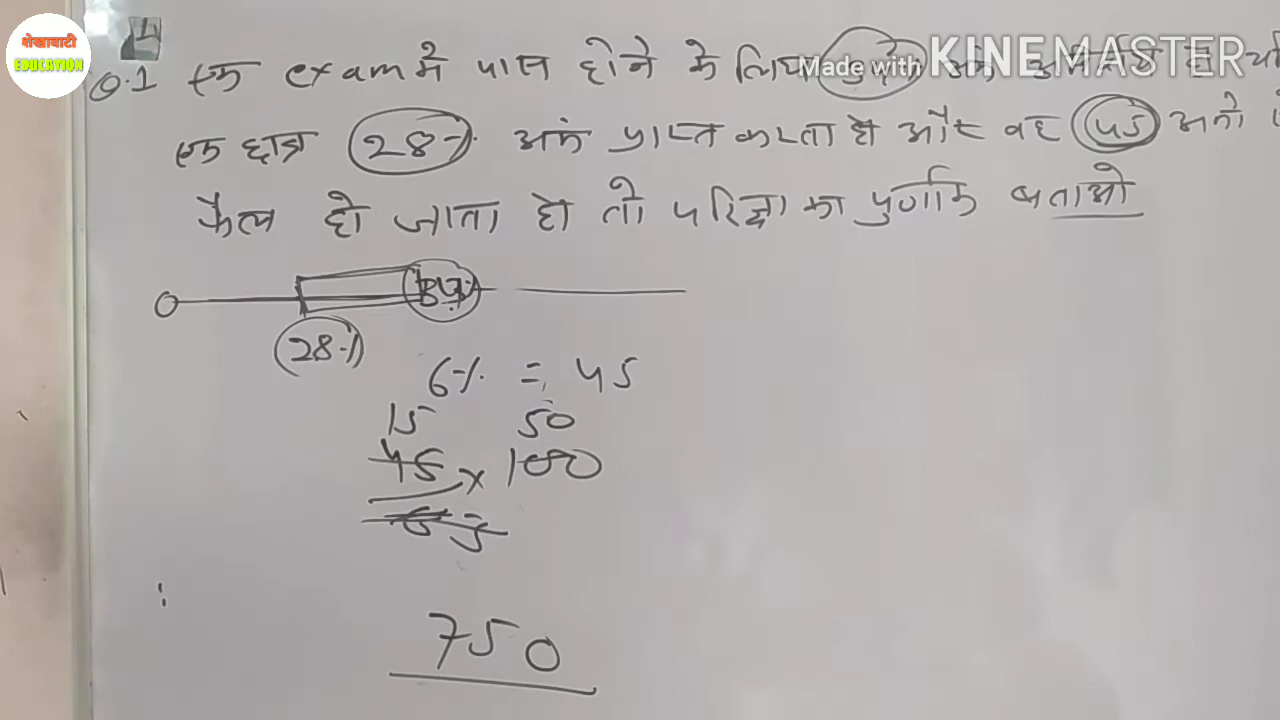 शेखावाटी
EDUCATION
Made with KINEMASTER
Q.1 एक exam में पास होने के लिए
एक छात्र 28% अंक प्राप्त करता है और वह 45 अंको
फैल हो जाता है तो परिक्षा का पुर्णांक बताओ
28%
6% = 45
15 50
45 x 100
6
750